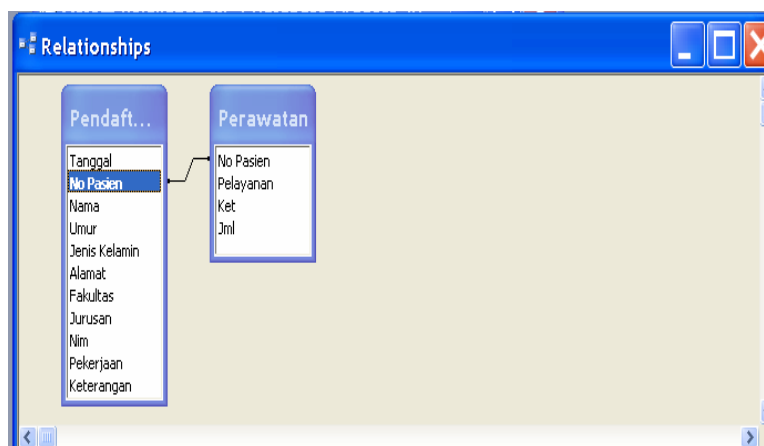 Relationships
Pendaft...
Tanggal
No Pasien
Nama
Umur
Jenis Kelamin
Alamat
Fakultas
Jurusan
Nim
Pekerjaan
Keterangan
Perawatan
No Pasien
Pelayanan
Ket
Jml